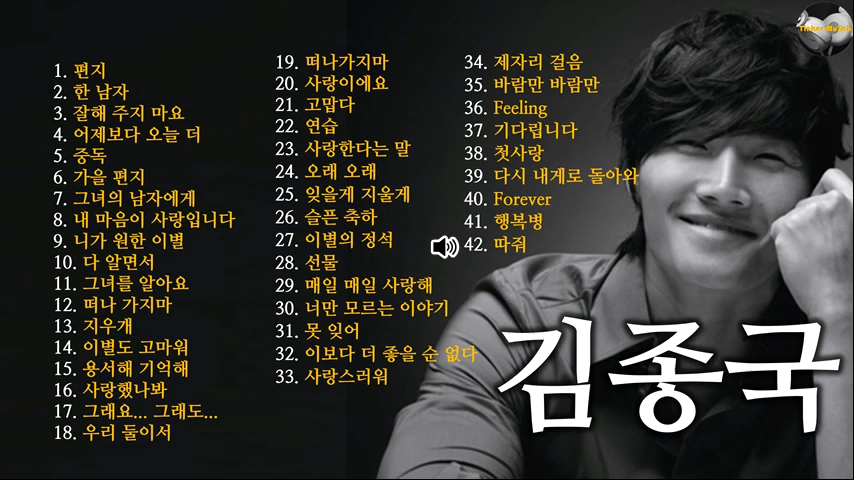 1. 편지
2. 한 남자
3. 잘해 주지 마요
4. 어제보다 오늘 더
5. 중독
6. 가을 편지
7. 그녀의 남자에게
8. 내 마음이 사랑입니다
9. 니가 원한 이별
10. 다 알면서
11. 그녀를 알아요
12. 떠나 가지마
13. 지우개
14. 이별도 고마워
15. 용서해 기억해
16. 사랑했나봐
17. 그래요... 그래도...
18. 우리 둘이서
19. 떠나가지마
20. 사랑이에요
21. 고맙다
22. 연습
23. 사랑한다는 말
24. 오래 오래
25. 잊을게 지울게
26. 슬픈 축하
27. 이별의 정석
28. 선물
29. 매일 매일 사랑해
30. 너만 모르는 이야기
31. 못 잊어
32. 이보다 더 좋을 순 없다
33. 사랑스러워
34. 제자리 걸음
35. 바람만 바람만
36. Feeling
37. 기다립니다
38. 첫사랑
39. 다시 내게로 돌아와
40. Forever
41. 행복병
42. 따줘
김종국